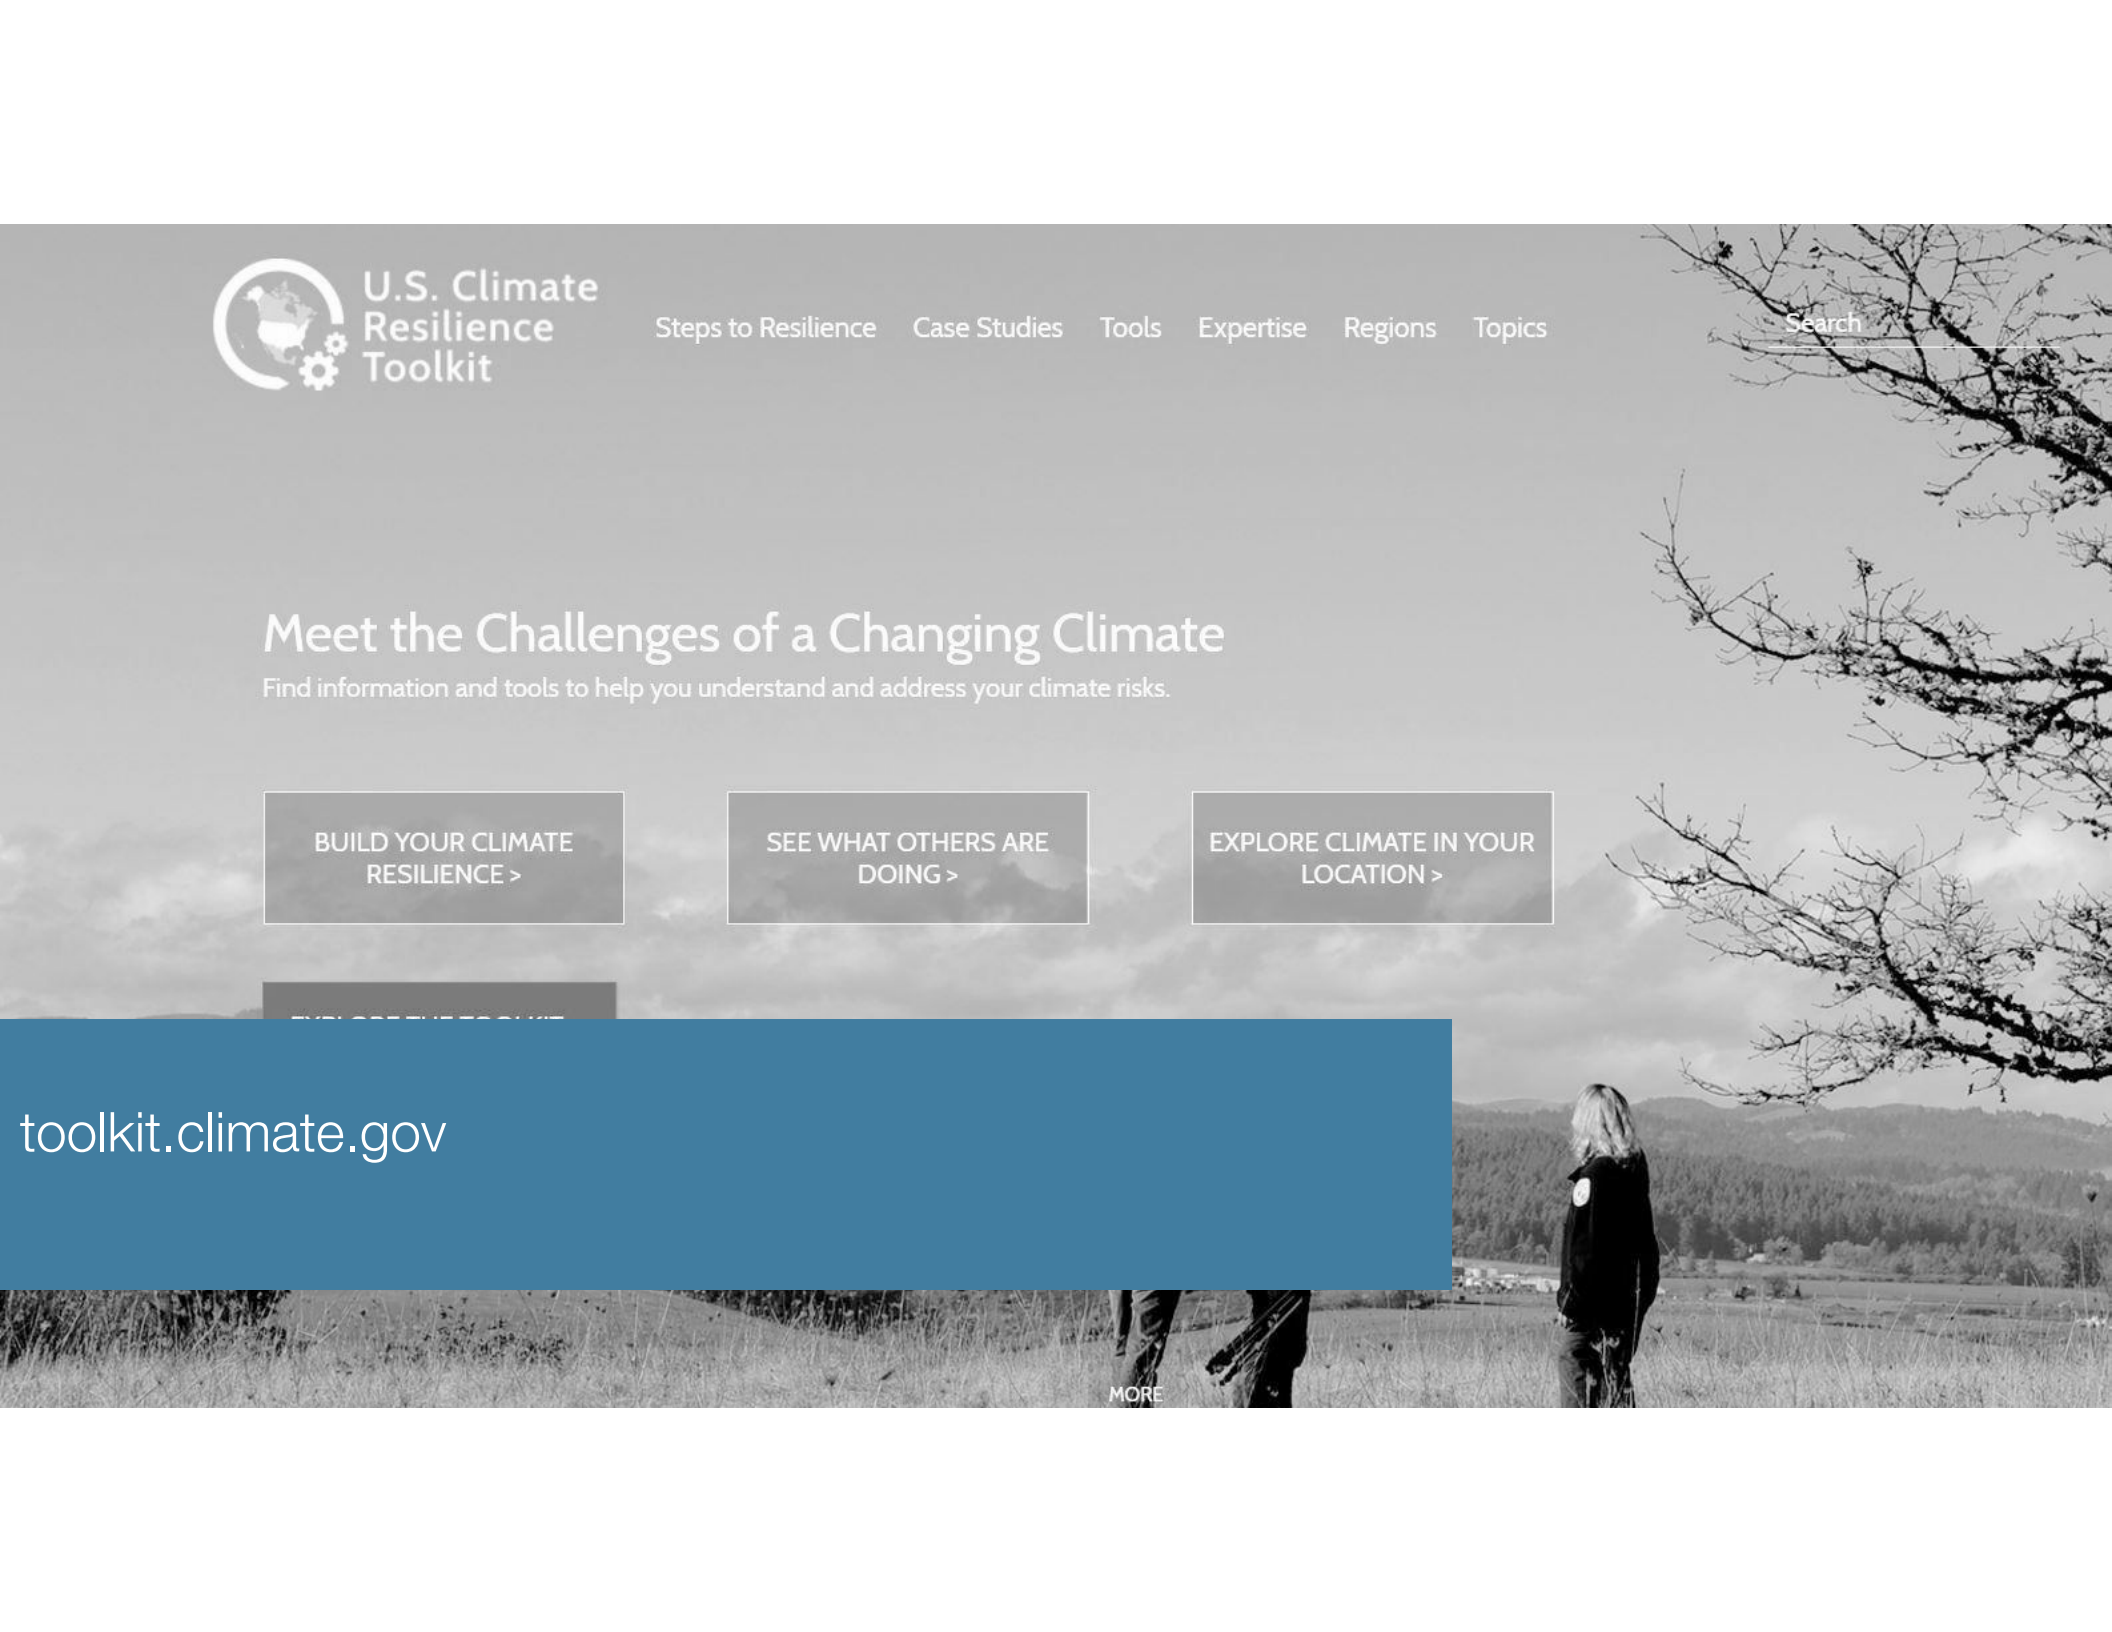 U.S. Climate
Resilience
Toolkit
Steps to Resilience Case Studies Tools Expertise Regions Topics
Search
Meet the Challenges of a Changing Climate
Find information and tools to help you understand and address your climate risks.
BUILD YOUR CLIMATE
RESILIENCE >
SEE WHAT OTHERS ARE
DOING >
EXPLORE CLIMATE IN YOUR
LOCATION >
toolkit.climate.gov
MORE